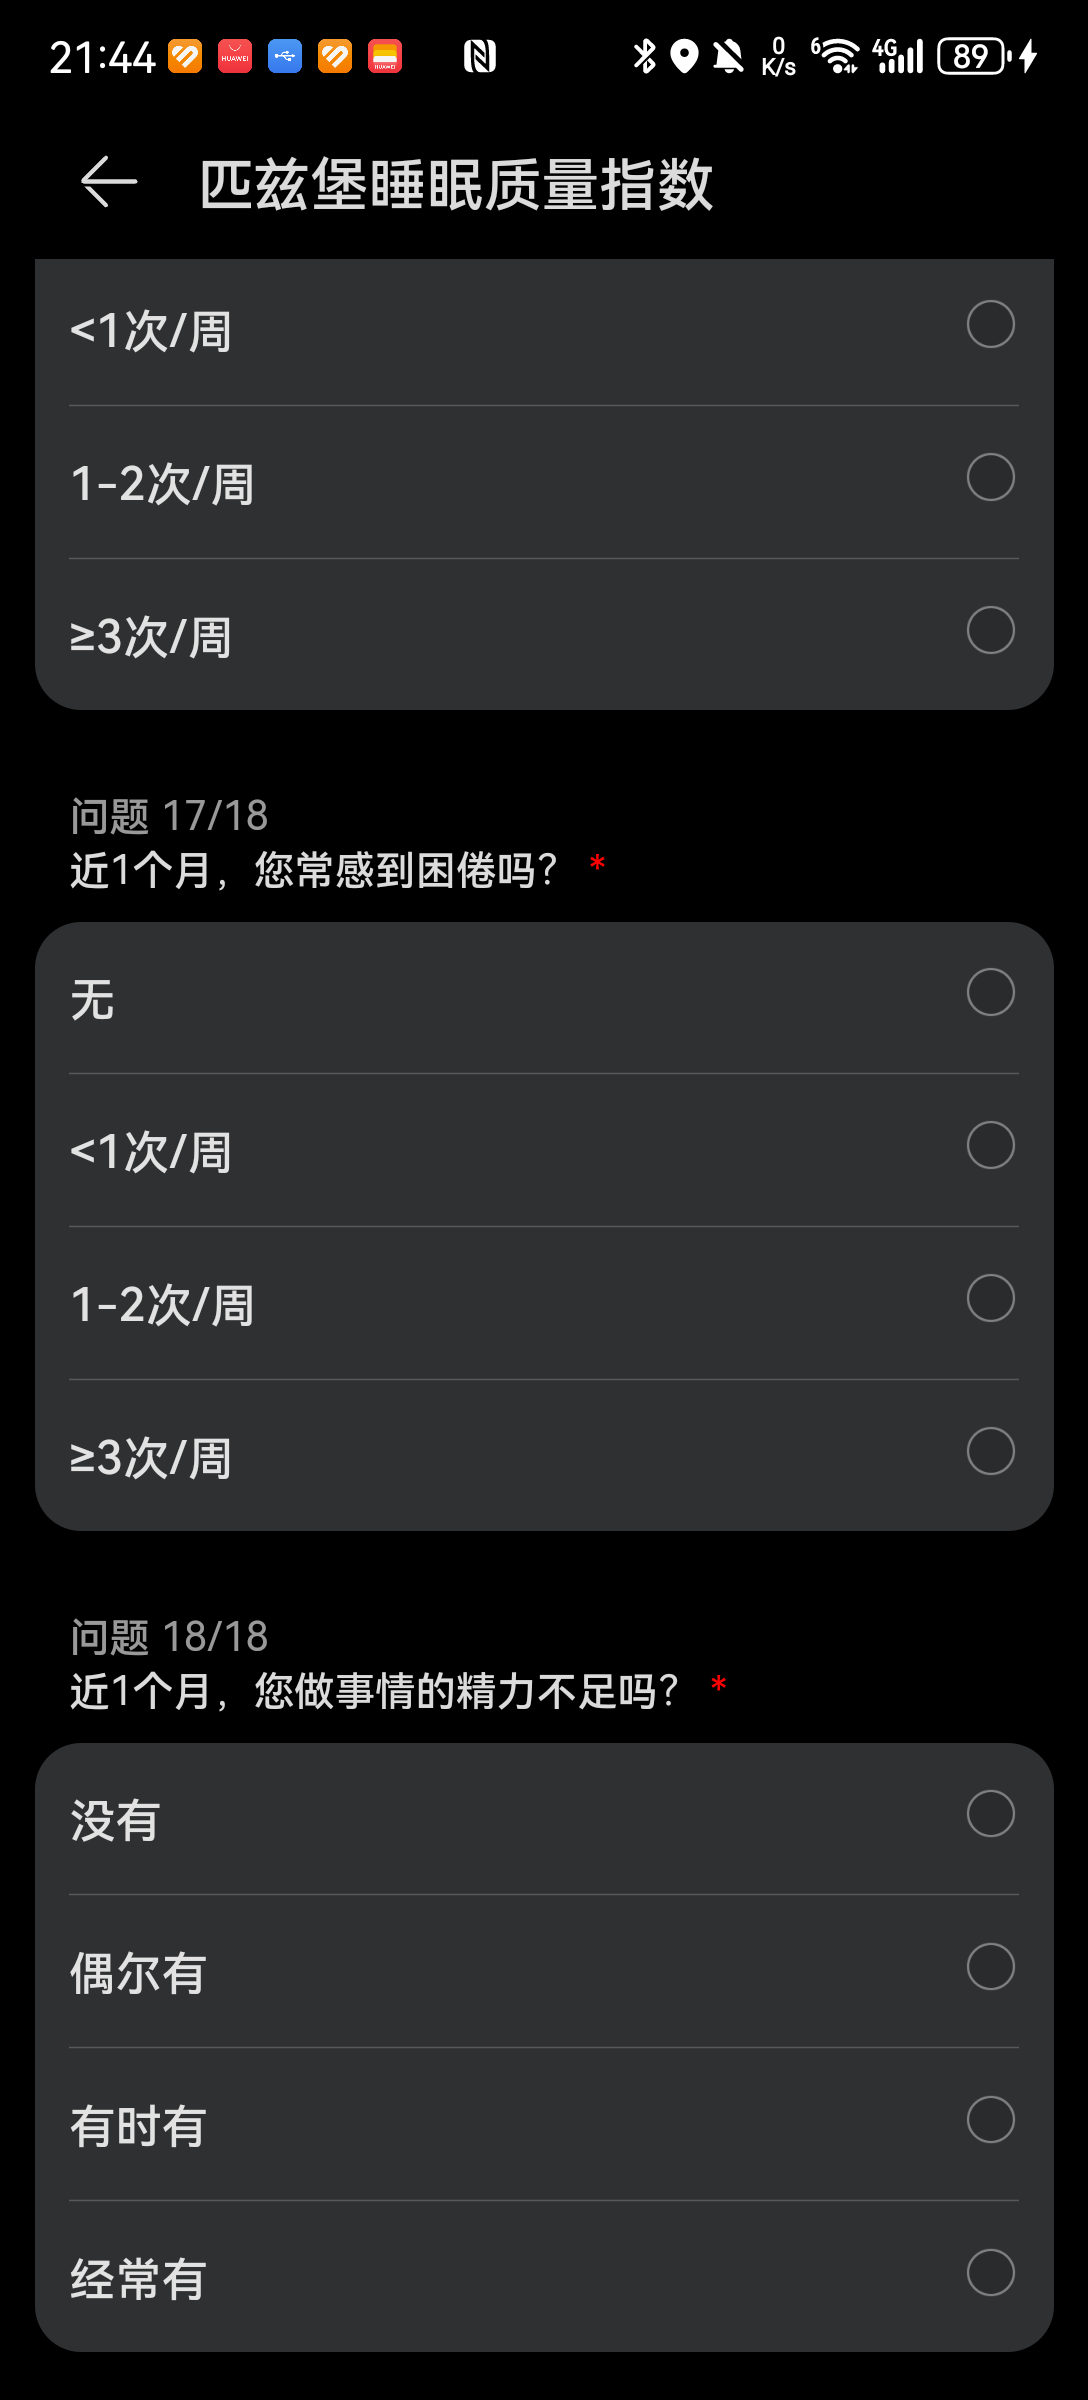 21:44
HUAWEI
HUAWEI
0
K/s
6
4G
89
匹兹堡睡眠质量指数
<1次/周
1-2次/周
≥3次/周
问题 17/18
近1个月，您常感到困倦吗？ *
无
<1次/周
1-2次/周
≥3次/周
问题 18/18
近1个月，您做事情的精力不足吗？ *
没有
偶尔有
有时有
经常有